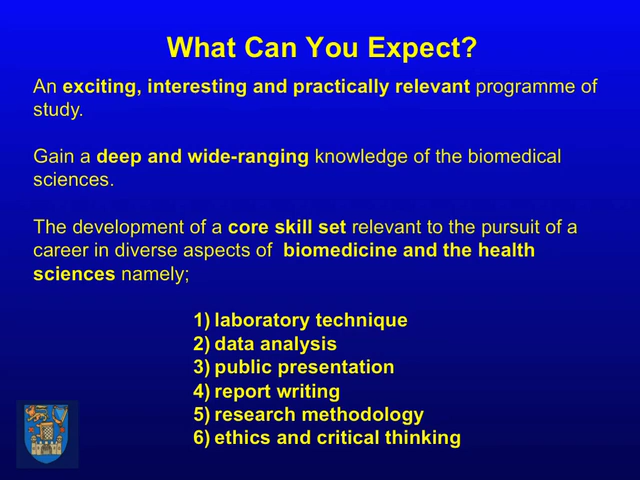 What Can You Expect?
An exciting, interesting and practically relevant programme of
study.
Gain a deep and wide-ranging knowledge of the biomedical
sciences.
The development of a core skill set relevant to the pursuit of a
career in diverse aspects of  biomedicine and the health
sciences namely;
1) laboratory technique
2) data analysis
3) public presentation
4) report writing
5) research methodology
6) ethics and critical thinking